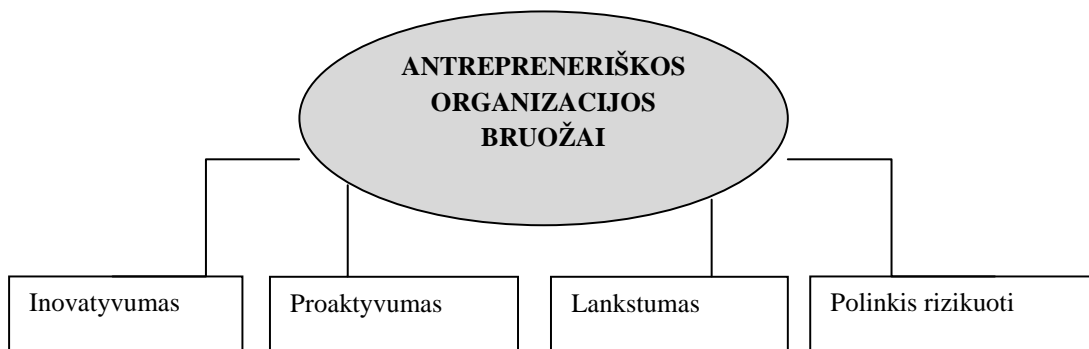 ANTREPRENERIŠKOS
ORGANIZACIJOS
BRUOŽAI
Inovatyvumas
Proaktyvumas
Lankstumas
Polinkis rizikuoti